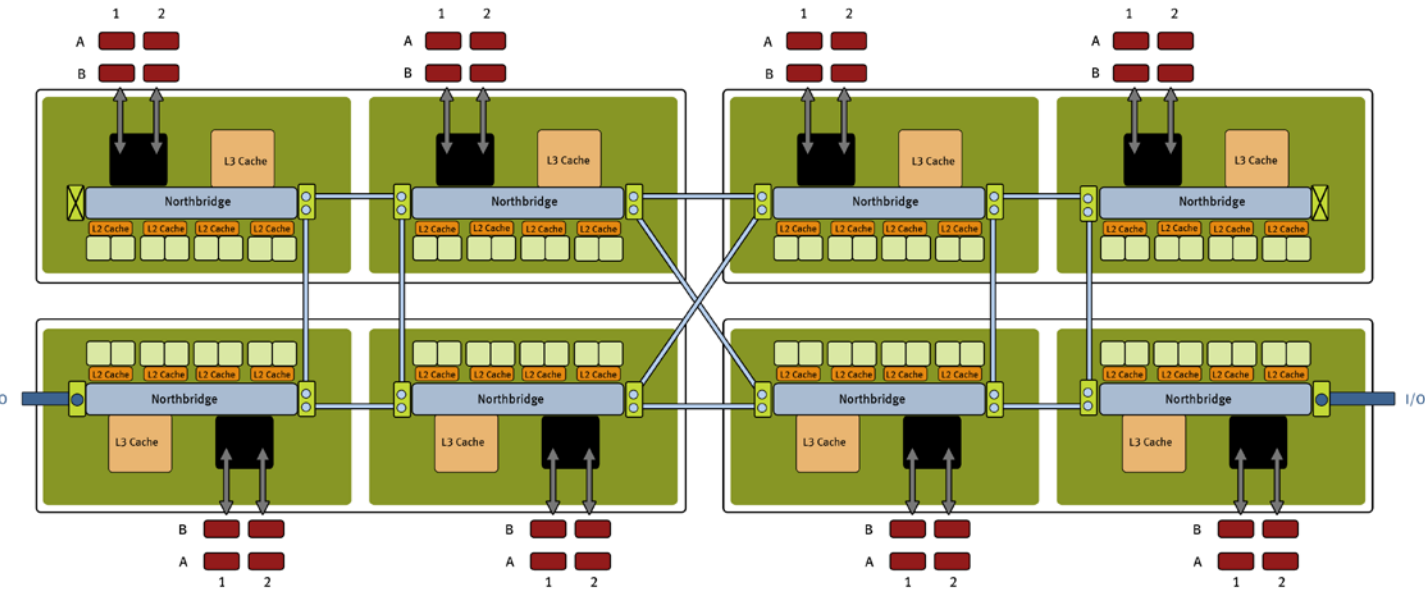 1 2 1 2 1 2 1 2
A A A A
B B B B
L3 Cache L3 Cache L3 Cache L3 Cache
Northbridge Northbridge Northbridge Northbridge
L2 Cache L2 Cache L2 Cache L2 Cache L2 Cache L2 Cache L2 Cache L2 Cache L2 Cache L2 Cache L2 Cache L2 Cache L2 Cache L2 Cache L2 Cache L2 Cache
L2 Cache L2 Cache L2 Cache L2 Cache L2 Cache L2 Cache L2 Cache L2 Cache L2 Cache L2 Cache L2 Cache L2 Cache L2 Cache L2 Cache L2 Cache L2 Cache
O Northbridge Northbridge Northbridge Northbridge I/O
L3 Cache L3 Cache L3 Cache L3 Cache
B B B B
A A A A
1 2 1 2 1 2 1 2